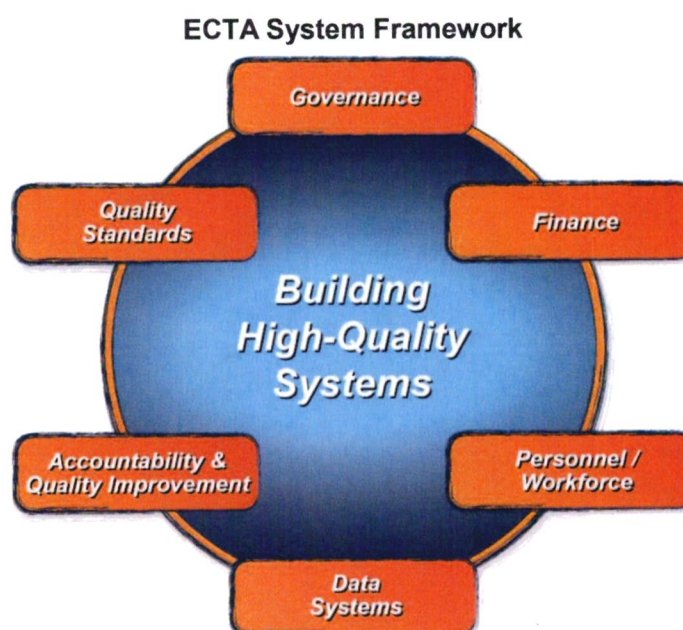 ECTA System Framework
Governance
Quality
Standards
Finance
Building
High-Quality
Systems
Accountability &
Quality Improvement
Personnel /
Workforce
Data
Systems